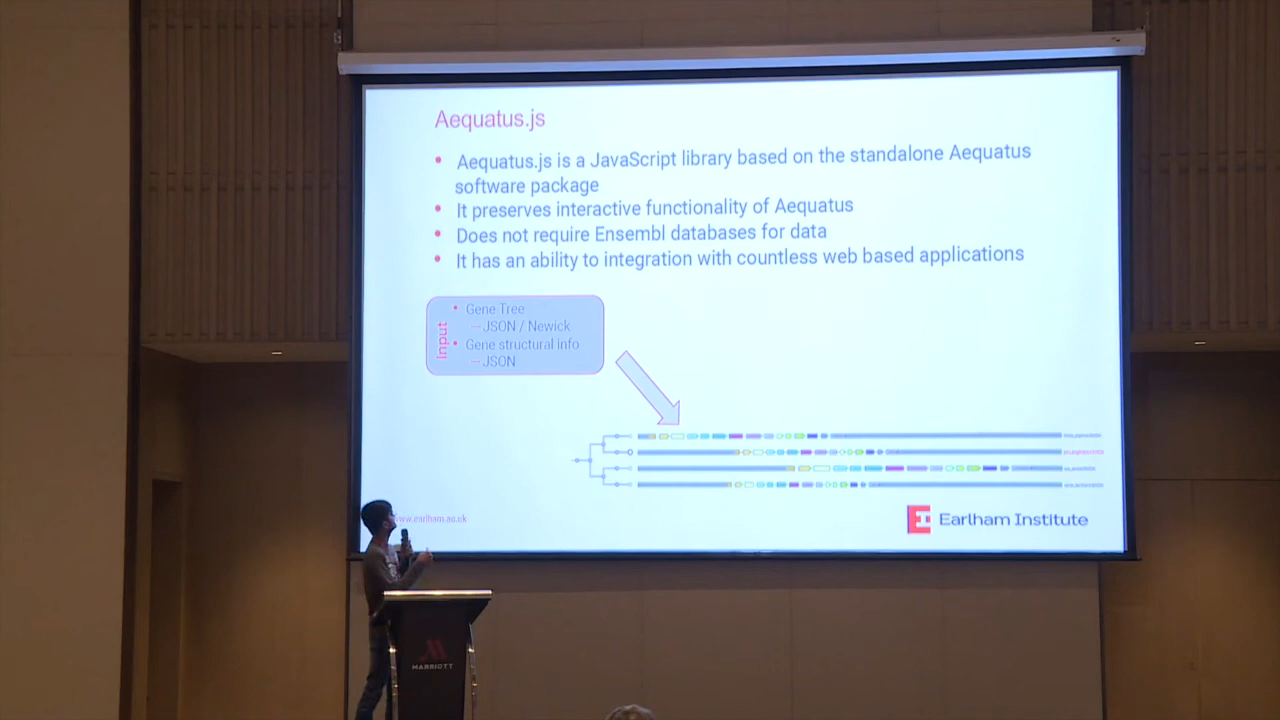 Aequatus.js
• Aequatus.js is a JavaScript library based on the standalone Aequatus
software package
• It preserves interactive functionality of Aequatus
• Does not require Ensembl databases for data
• It has an ability to integration with countless web based applications
Input
• Gene Tree
–JSON / Newick
• Gene structural info
–JSON
www.earlham.ac.uk
Earlham Institute
MARRIOTT